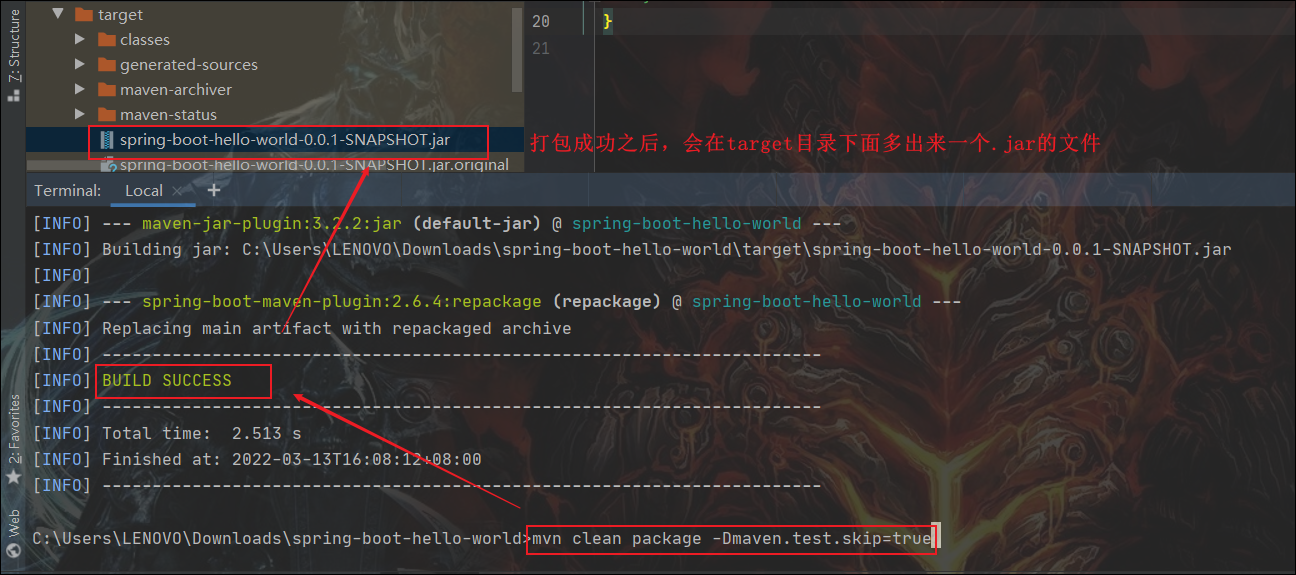 Z: Structure
target
classes
generated-sources
maven-archiver
maven-status
spring-boot-hello-world-0.0.1-SNAPSHOT.jar
spring-boot-hello-world-0.0.1-SNAPSHOT.jar.original
20 }
21
打包成功之后，会在target目录下面多出来一个.jar的文件
Terminal: Local × +
[INFO] --- maven-jar-plugin:3.2.2:jar (default-jar) @ spring-boot-hello-world ---
[INFO] Building jar: C:\Users\LENOVO\Downloads\spring-boot-hello-world\target\spring-boot-hello-world-0.0.1-SNAPSHOT.jar
[INFO]
[INFO] --- spring-boot-maven-plugin:2.6.4:repackage (repackage) @ spring-boot-hello-world ---
[INFO] Replacing main artifact with repackaged archive
[INFO] ------------------------------------------------------------------------
[INFO] BUILD SUCCESS
[INFO] ------------------------------------------------------------------------
[INFO] Total time:  2.513 s
[INFO] Finished at: 2022-03-13T16:08:12+08:00
[INFO] ------------------------------------------------------------------------
2: Favorites
Web
C:\Users\LENOVO\Downloads\spring-boot-hello-world>mvn clean package -Dmaven.test.skip=true